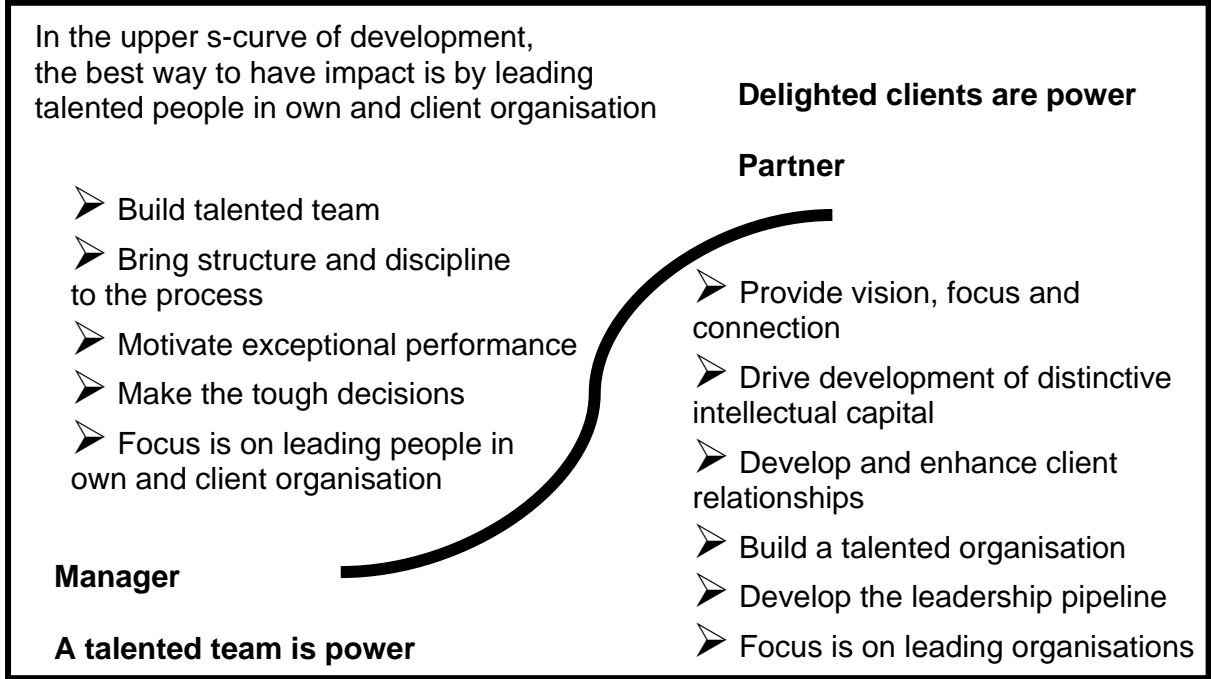 In the upper s-curve of development,
the best way to have impact is by leading
talented people in own and client organisation
➢ Build talented team
➢ Bring structure and discipline
to the process
➢ Motivate exceptional performance
➢ Make the tough decisions
➢ Focus is on leading people in
own and client organisation
Manager
A talented team is power
Delighted clients are power
Partner
➢ Provide vision, focus and
connection
➢ Drive development of distinctive
intellectual capital
➢ Develop and enhance client
relationships
➢ Build a talented organisation
➢ Develop the leadership pipeline
➢ Focus is on leading organisations